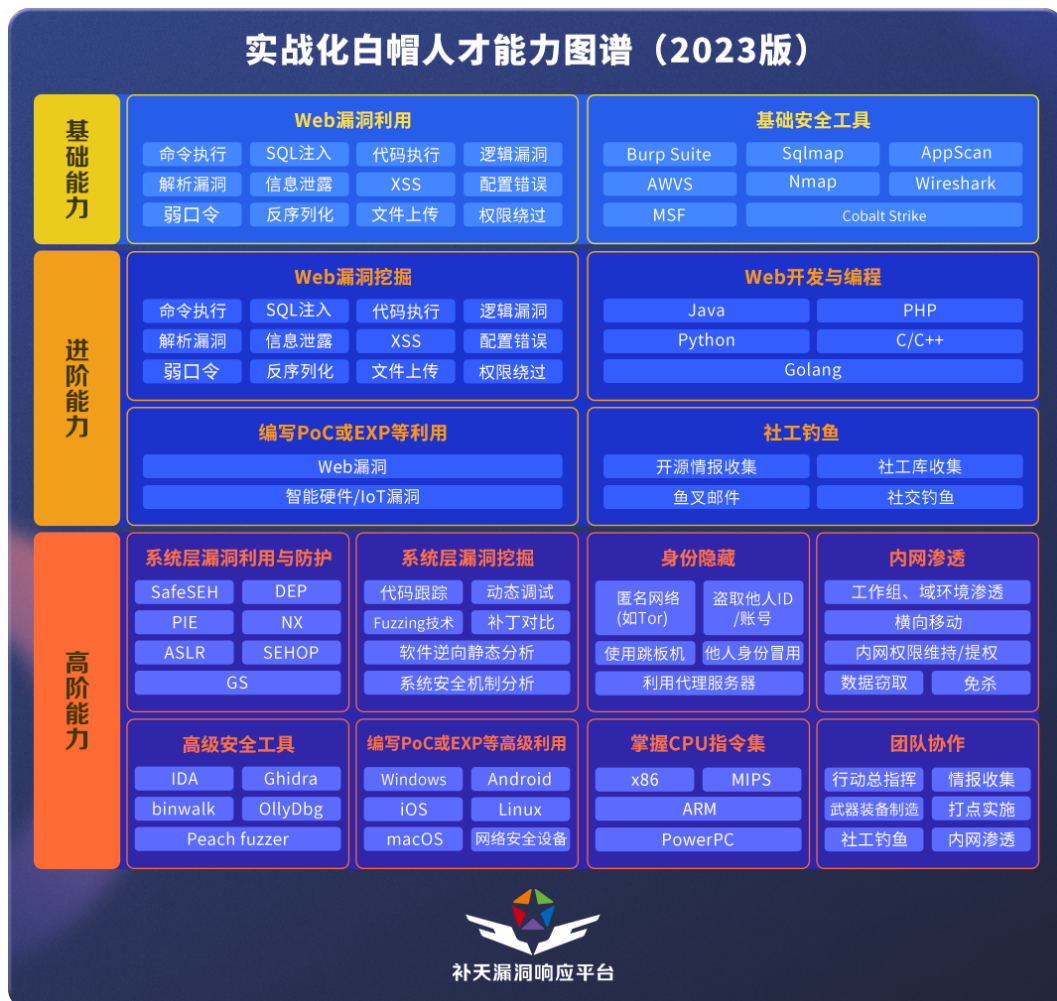 实战化白帽人才能力图谱（2023版）
基础能力
Web漏洞利用
命令执行 SQL注入 代码执行 逻辑漏洞
解析漏洞 信息泄露 XSS 配置错误
弱口令 反序列化 文件上传 权限绕过
基础安全工具
Burp Suite Sqlmap AppScan
AWVS Nmap Wireshark
MSF Cobalt Strike
进阶能力
Web漏洞挖掘
命令执行 SQL注入 代码执行 逻辑漏洞
解析漏洞 信息泄露 XSS 配置错误
弱口令 反序列化 文件上传 权限绕过
Web开发与编程
Java PHP
Python C/C++
Golang
编写PoC或EXP等利用
Web漏洞
智能硬件/IoT漏洞
社工钓鱼
开源情报收集 社工库收集
鱼叉邮件 社交钓鱼
高阶能力
系统层漏洞利用与防护
SafeSEH DEP
PIE NX
ASLR SEHOP
GS
系统层漏洞挖掘
代码跟踪 动态调试
Fuzzing技术 补丁对比
软件逆向静态分析
系统安全机制分析
身份隐藏
匿名网络
(如Tor)
盗取他人ID
/账号
使用跳板机 他人身份冒用
利用代理服务器
内网渗透
工作组、域环境渗透
横向移动
内网权限维持/提权
数据窃取 免杀
高级安全工具
IDA Ghidra
binwalk OllyDbg
Peach fuzzer
编写PoC或EXP等高级利用
Windows Android
iOS Linux
macOS 网络安全设备
掌握CPU指令集
x86 MIPS
ARM
PowerPC
团队协作
行动总指挥 情报收集
武器装备制造 打点实施
社工钓鱼 内网渗透
补天漏洞响应平台